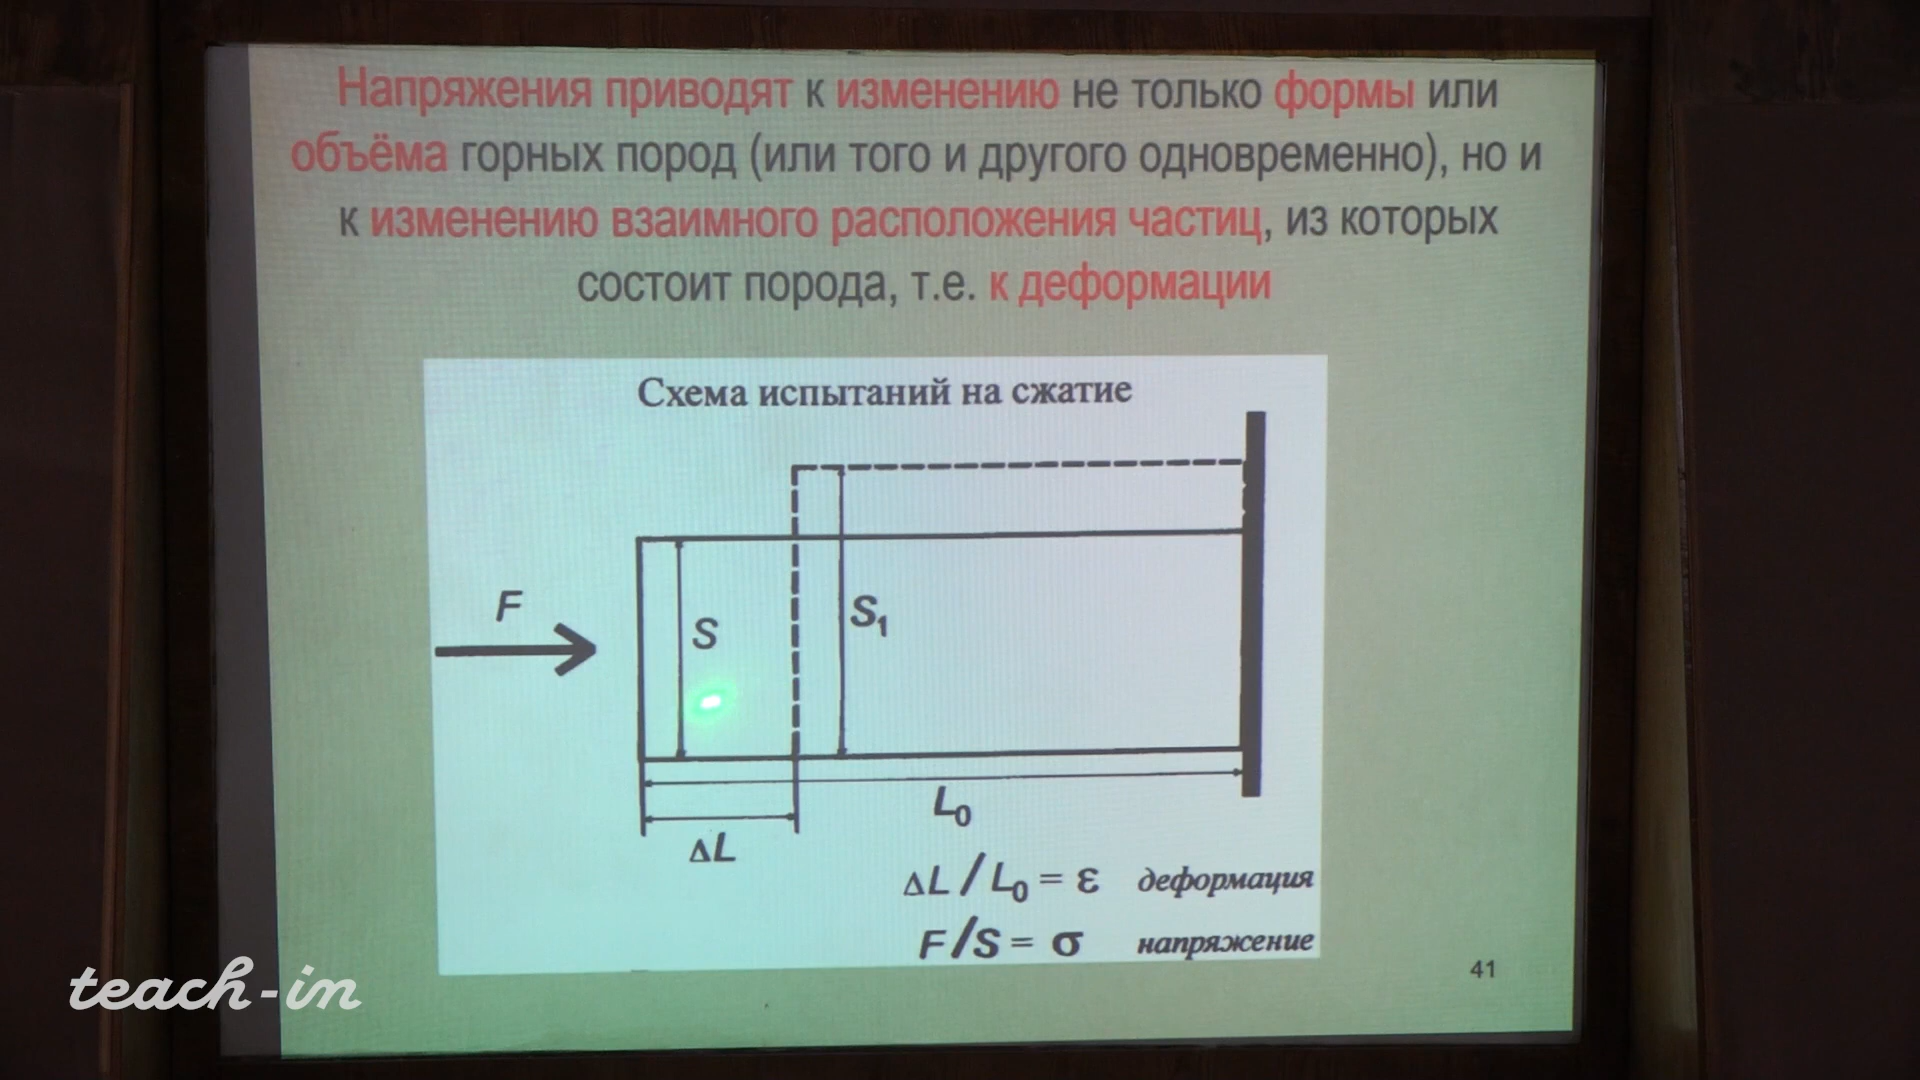 Напряжения приводят к изменению не только формы или
объёма горных пород (или того и другого одновременно), но и
к изменению взаимного расположения частиц, из которых
состоит порода, т.е. к деформации
Схема испытаний на сжатие
F
S
S₁
L₀
ΔL
ΔL / L₀ = ε деформация
F/S = σ напряжение
41
teach-in